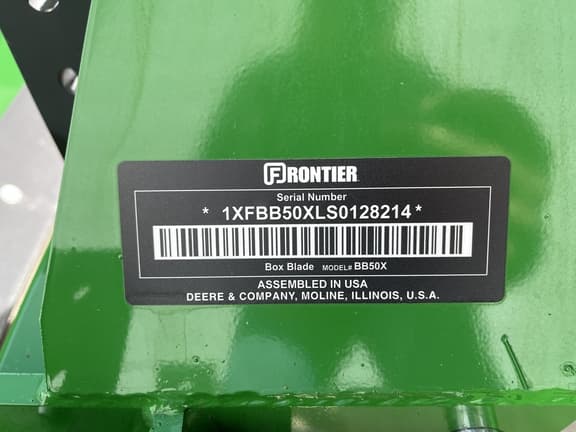 FRONTIER
Serial Number
* 1XFBB50XLS0128214 *
Box Blade MODEL# BB50X
ASSEMBLED IN USA
DEERE & COMPANY, MOLINE, ILLINOIS, U.S.A.